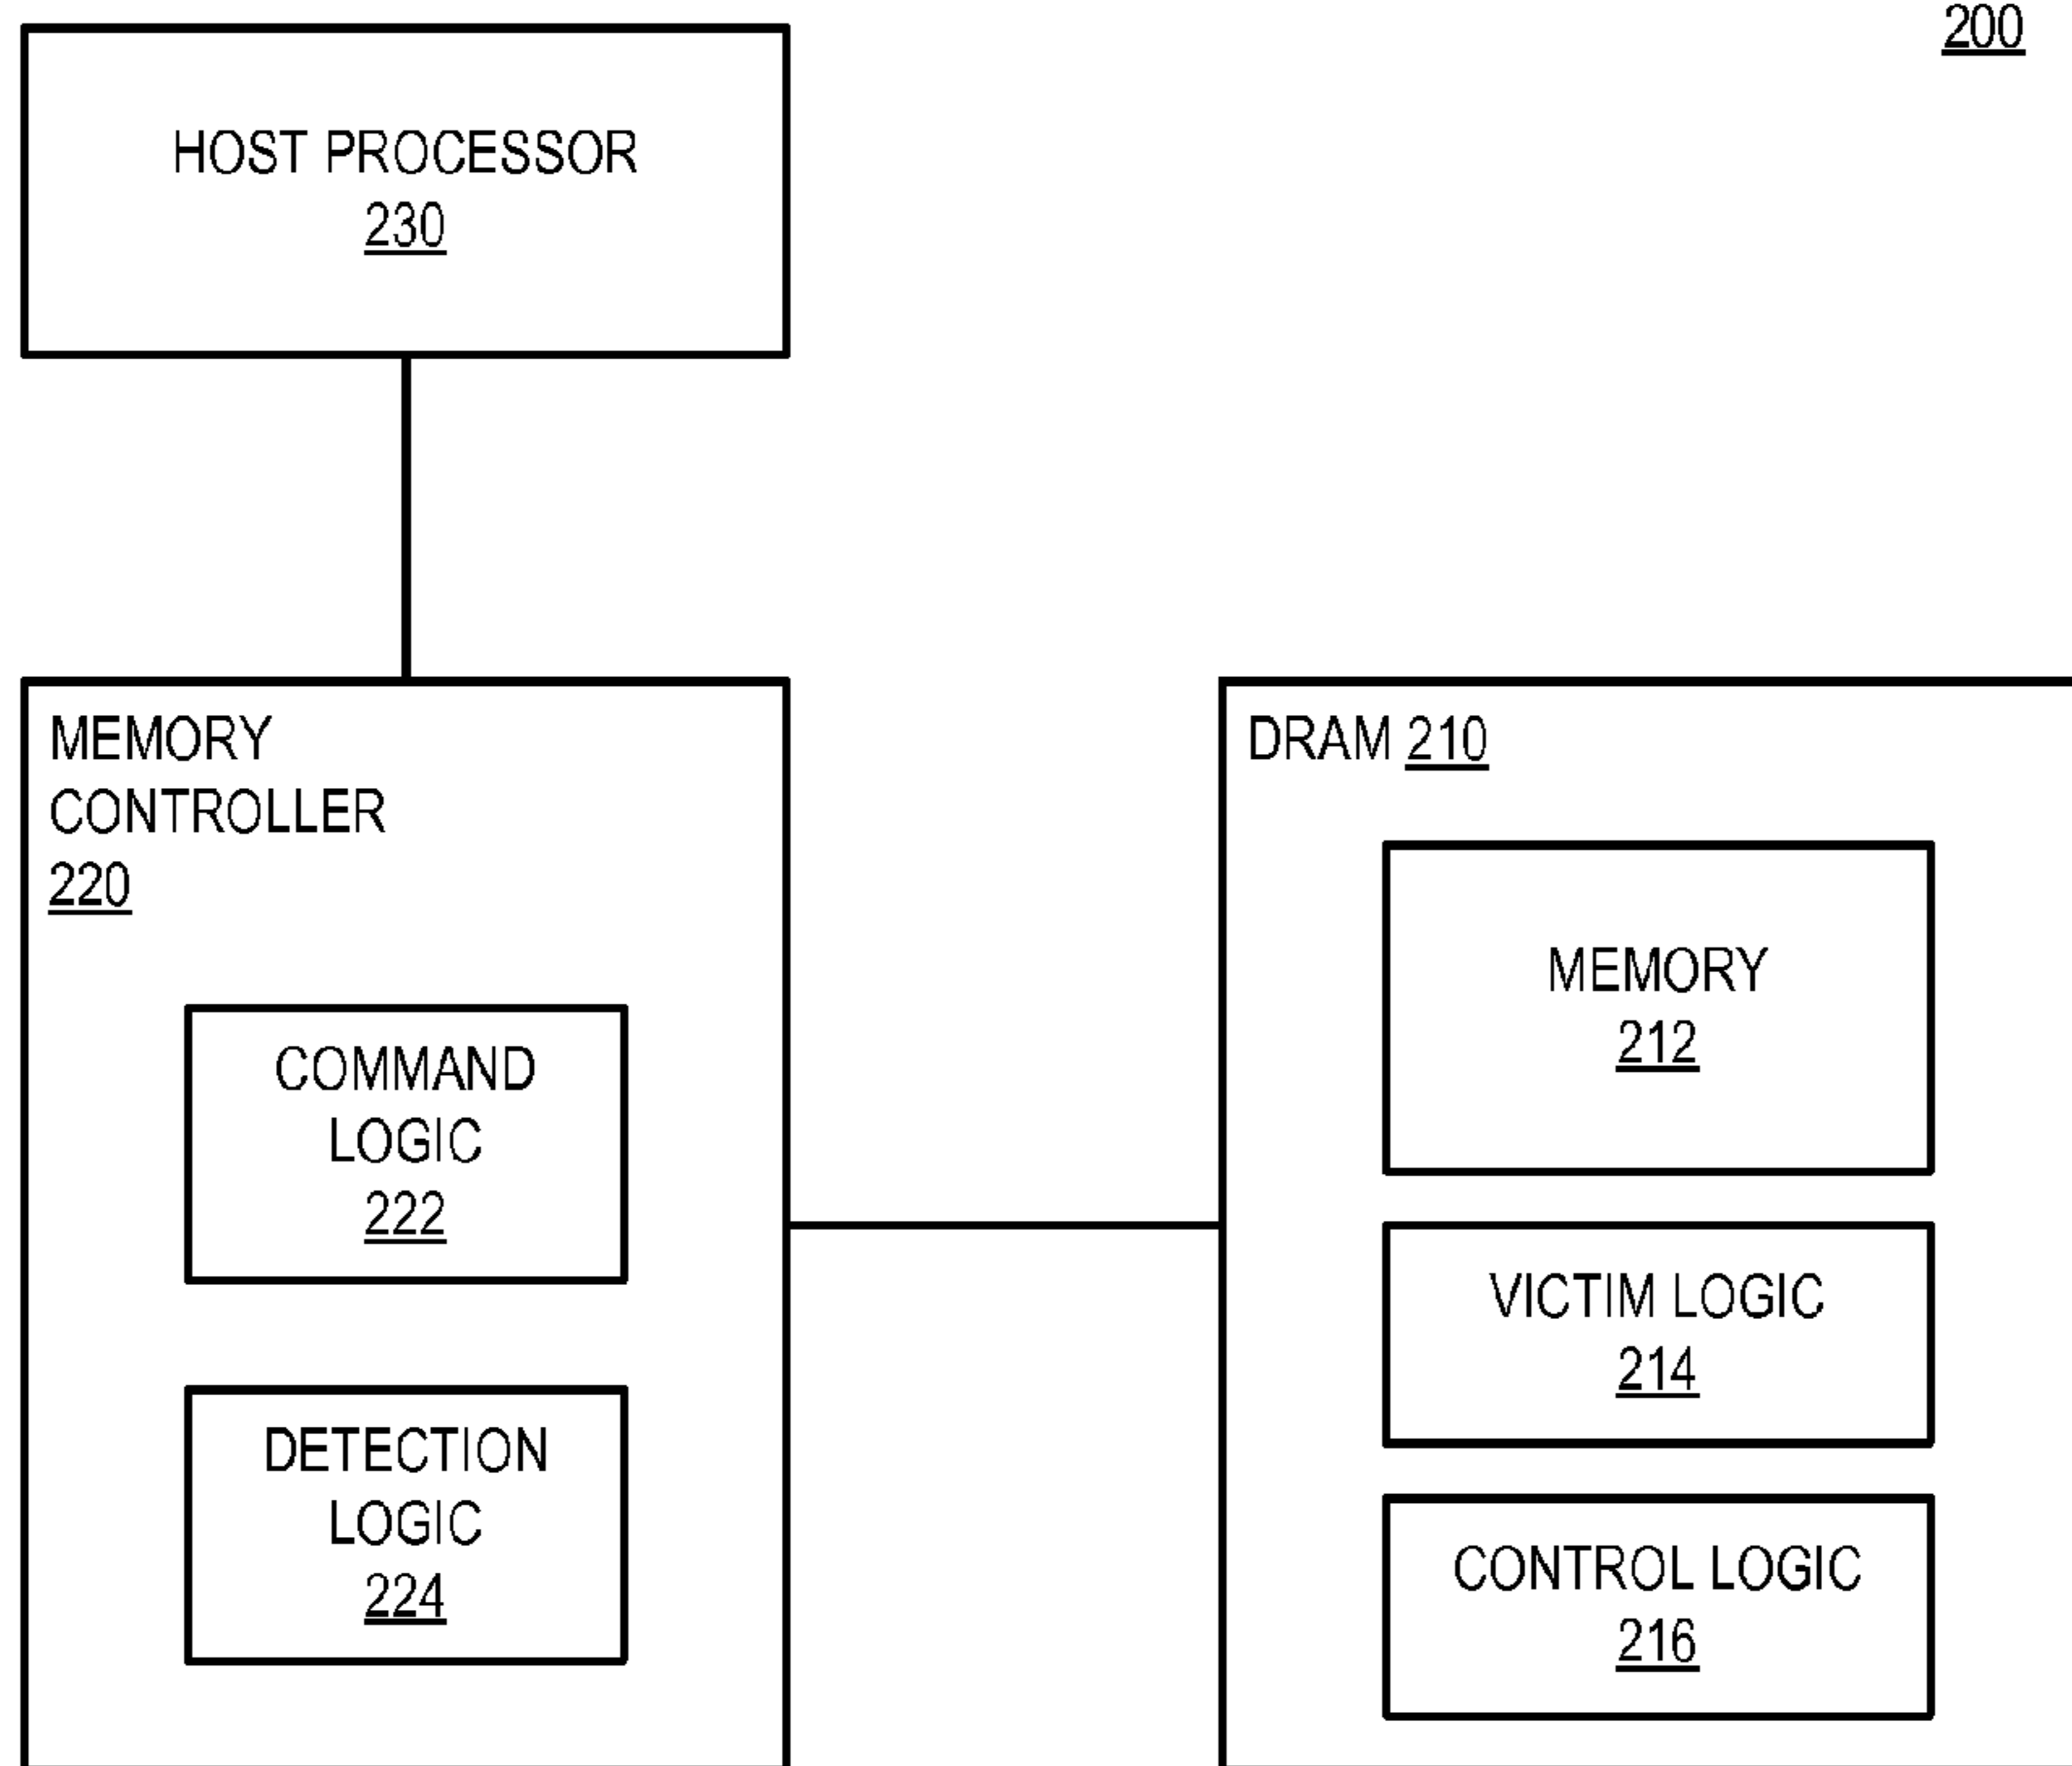 200
HOST PROCESSOR
230
MEMORY
CONTROLLER
220
COMMAND
LOGIC
222
DETECTION
LOGIC
224
DRAM 210
MEMORY
212
VICTIM LOGIC
214
CONTROL LOGIC
216